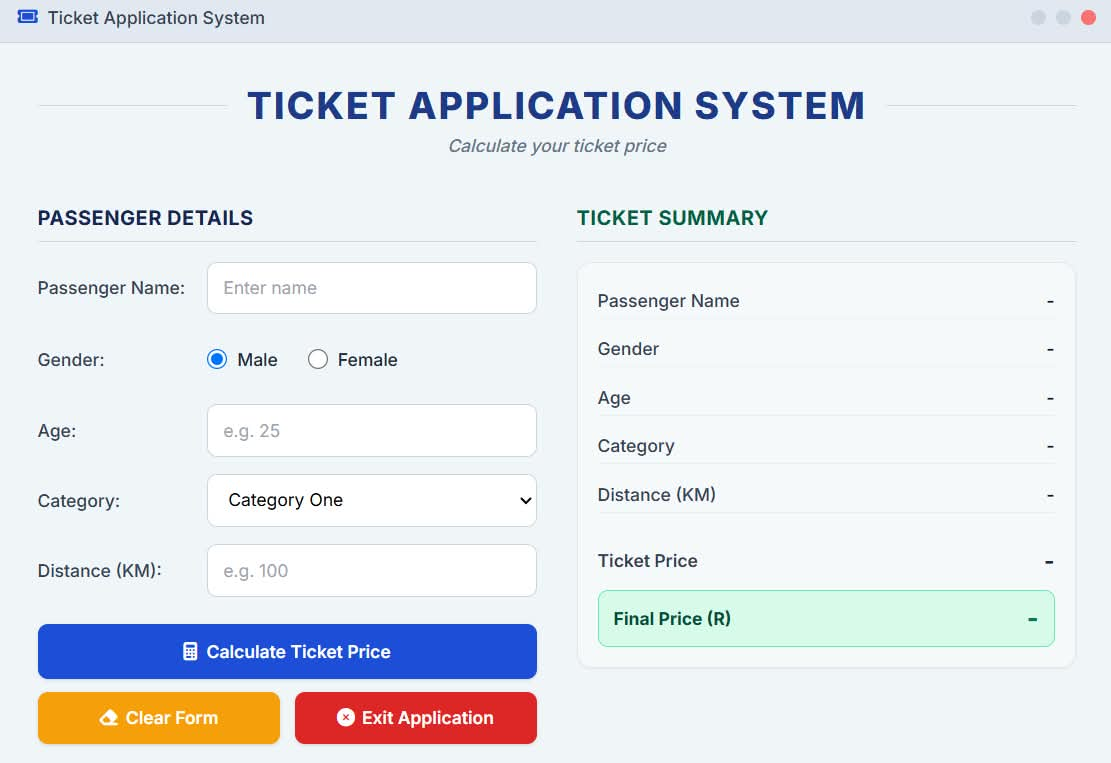 Ticket Application System
TICKET APPLICATION SYSTEM
Calculate your ticket price
PASSENGER DETAILS
Passenger Name:
Enter name
Gender:
Male
Female
Age:
e.g. 25
Category:
Category One
Distance (KM):
e.g. 100
Calculate Ticket Price
Clear Form
Exit Application
TICKET SUMMARY
Passenger Name -
Gender -
Age -
Category -
Distance (KM) -
Ticket Price -
Final Price (R) -